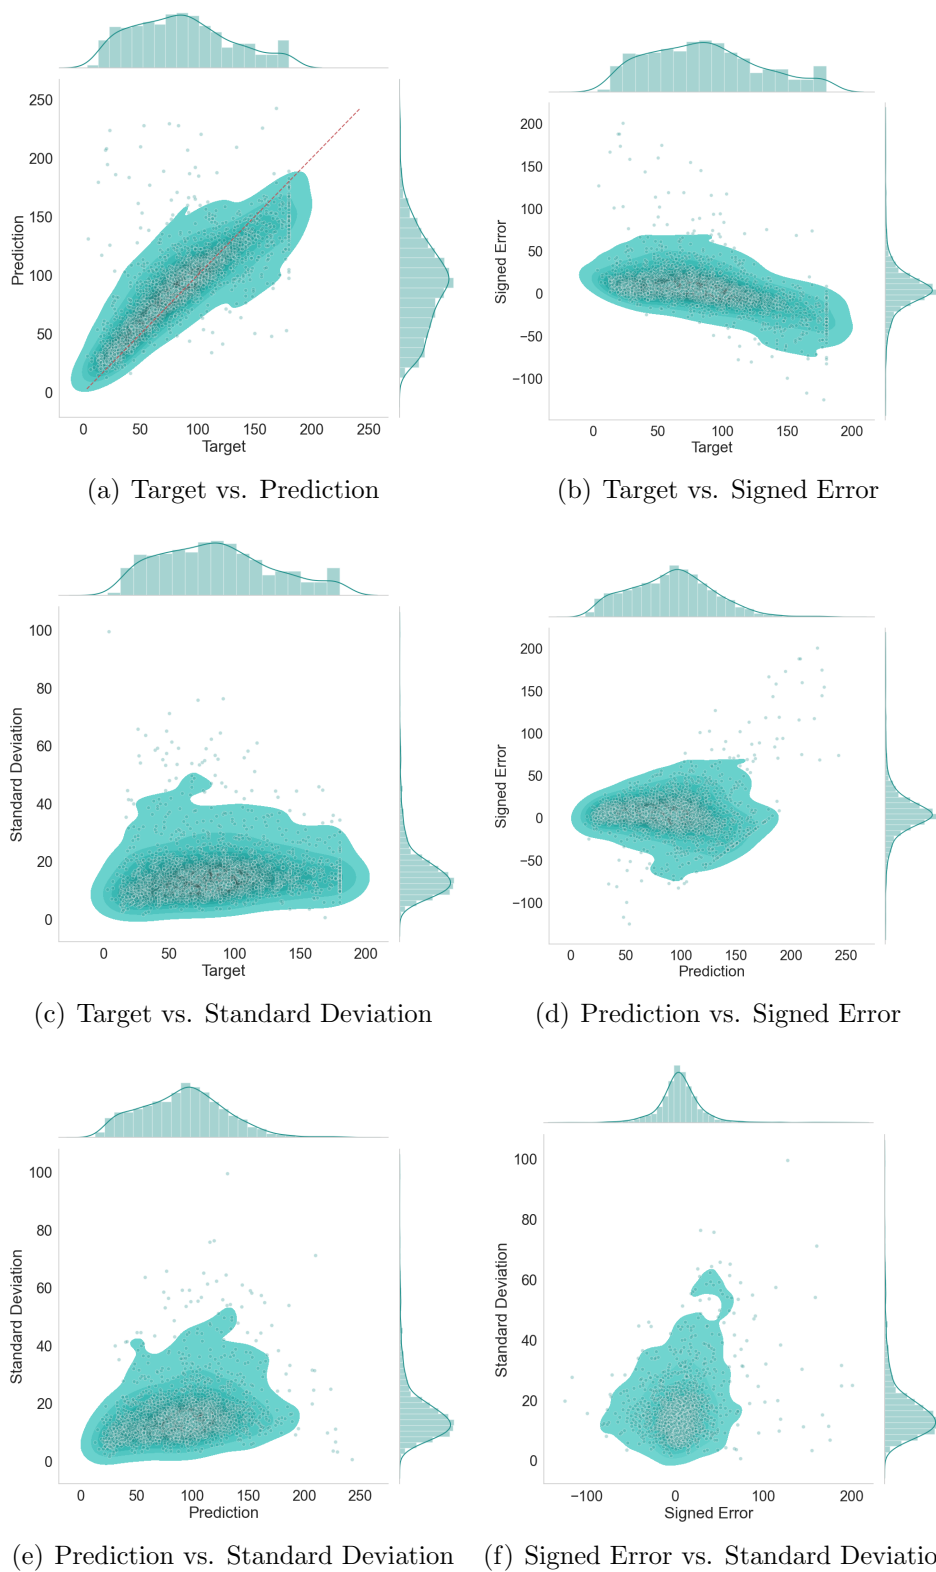 250
200
150
100
50
0
Prediction
0 50 100 150 200 250
Target
(a) Target vs. Prediction
200
150
100
50
0
−50
−100
Signed Error
0 50 100 150 200
Target
(b) Target vs. Signed Error
100
80
60
40
20
0
Standard Deviation
0 50 100 150 200
Target
(c) Target vs. Standard Deviation
200
150
100
50
0
−50
−100
Signed Error
0 50 100 150 200 250
Prediction
(d) Prediction vs. Signed Error
100
80
60
40
20
0
Standard Deviation
0 50 100 150 200 250
Prediction
(e) Prediction vs. Standard Deviation
100
80
60
40
20
0
Standard Deviation
−100 0 100 200
Signed Error
(f) Signed Error vs. Standard Deviatio